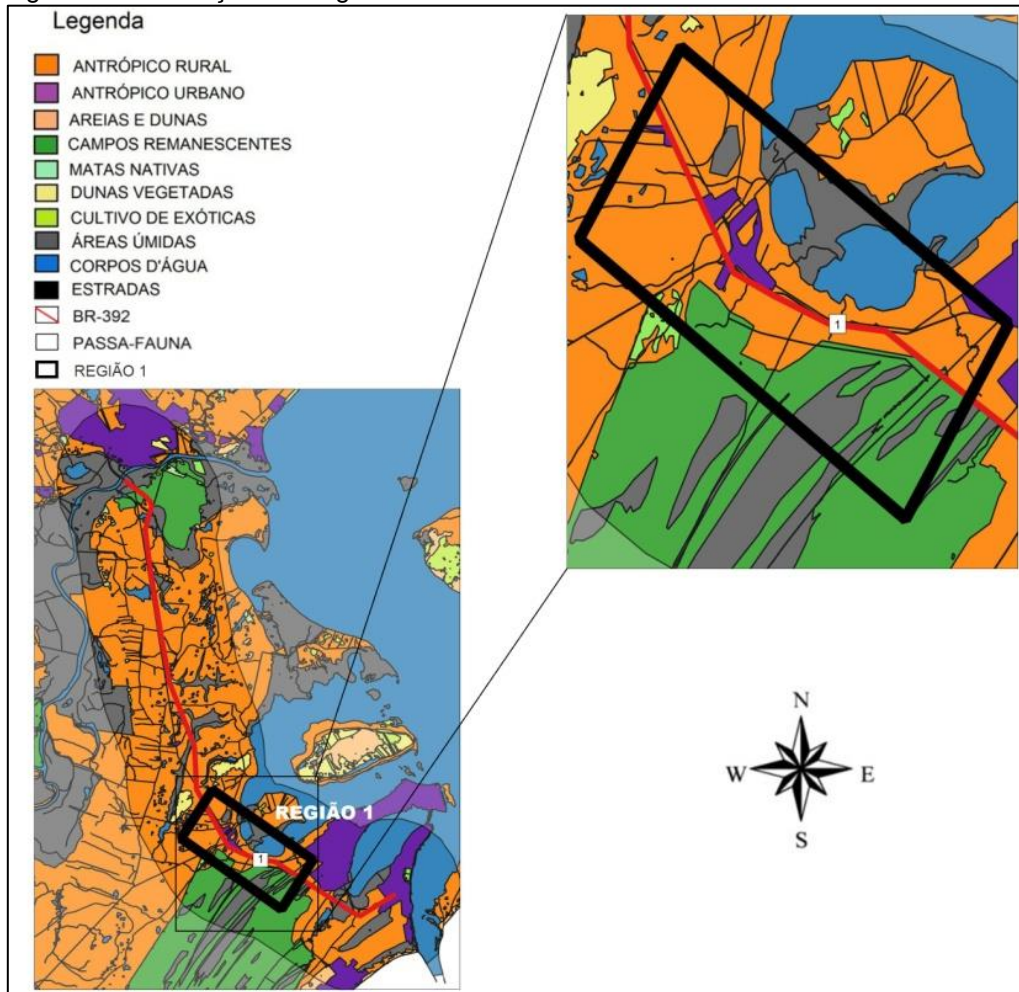 Legenda
ANTRÓPICO RURAL
ANTRÓPICO URBANO
AREIAS E DUNAS
CAMPOS REMANESCENTES
MATAS NATIVAS
DUNAS VEGETADAS
CULTIVO DE EXÓTICAS
ÁREAS ÚMIDAS
CORPOS D'ÁGUA
ESTRADAS
BR-392
PASSA-FAUNA
REGIÃO 1
1
REGIÃO 1
1
N
W E
S